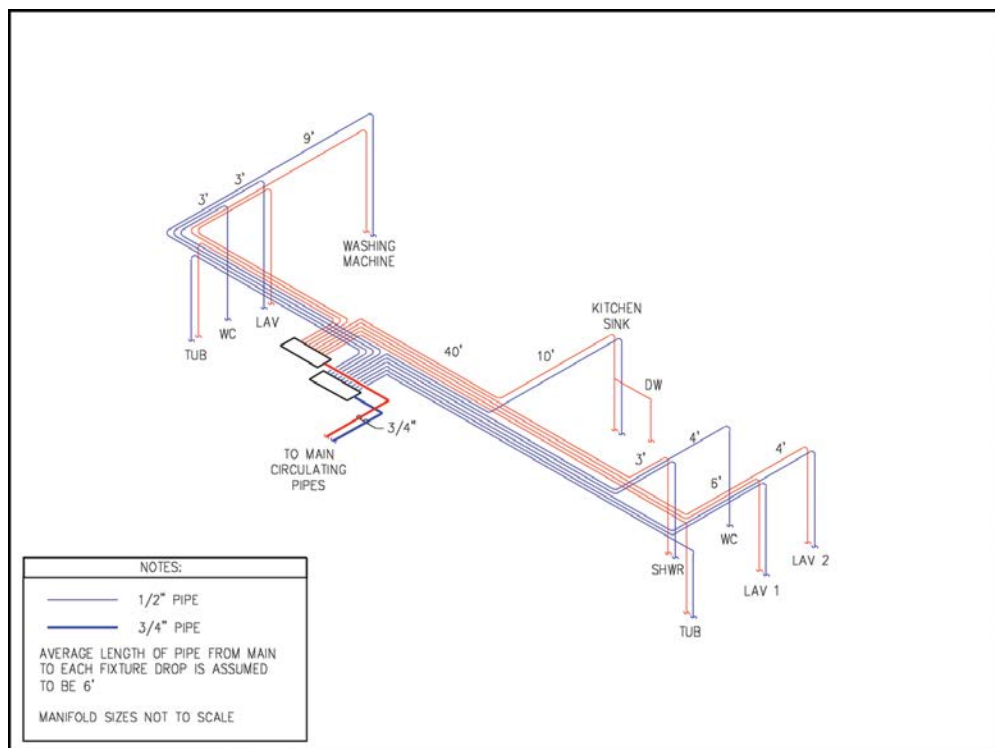 9'
3'
3'
WASHING
MACHINE
LAV
WC
TUB
KITCHEN
SINK
40'
10'
DW
3/4"
TO MAIN
CIRCULATING
PIPES
3'
4'
6'
4'
WC
SHWR
LAV 1
LAV 2
TUB
NOTES:
1/2" PIPE
3/4" PIPE
AVERAGE LENGTH OF PIPE FROM MAIN
TO EACH FIXTURE DROP IS ASSUMED
TO BE 6'
MANIFOLD SIZES NOT TO SCALE